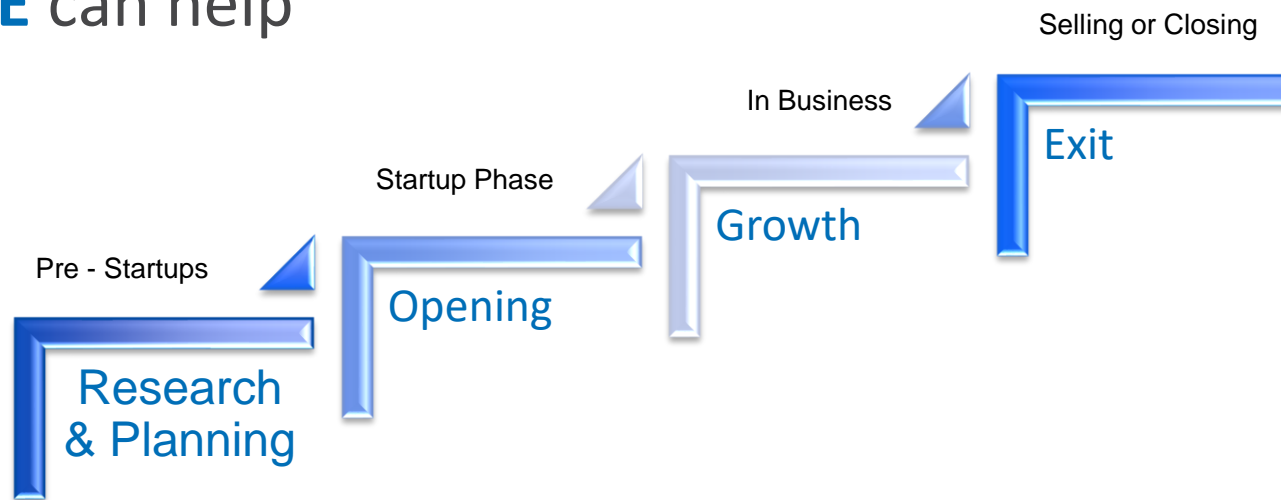 E can help
Selling or Closing
In Business
Exit
Startup Phase
Growth
Pre - Startups
Opening
Research
& Planning